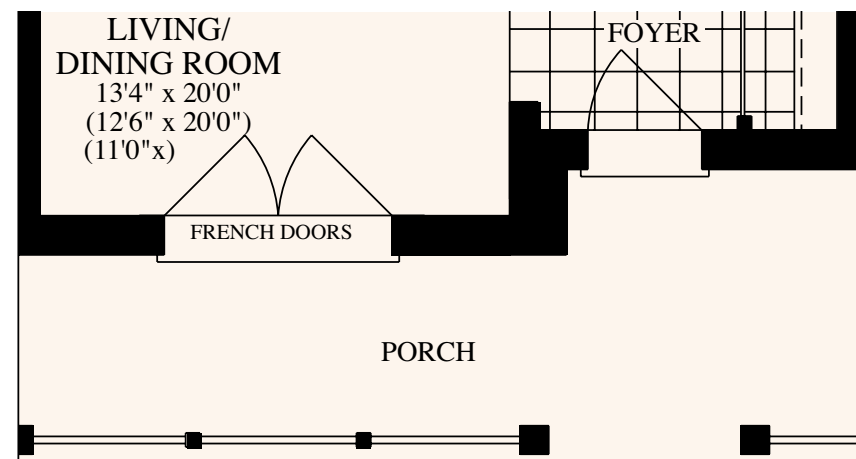 LIVING/
DINING ROOM
13'4" x 20'0"
(12'6" x 20'0")
(11'0"x)
FOYER
FRENCH DOORS
PORCH